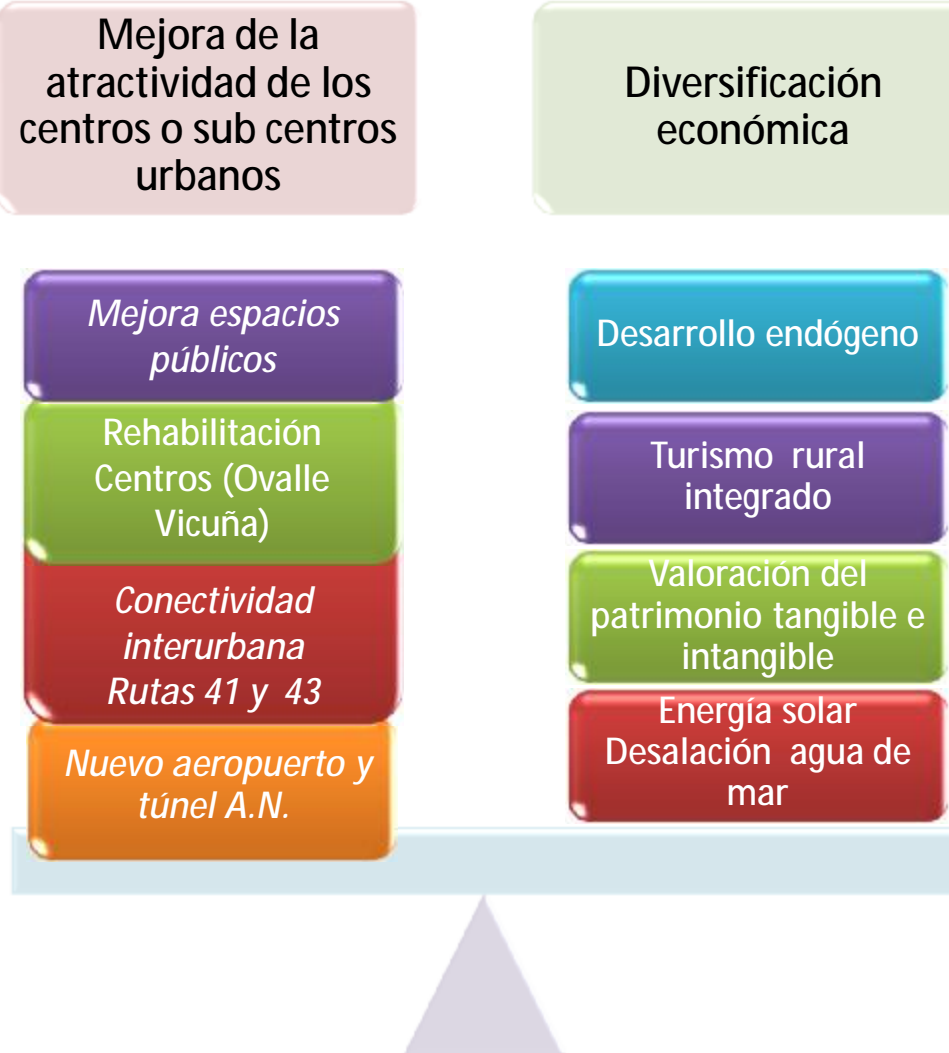 Mejora de la
atractividad de los
centros o sub centros
urbanos
Diversificación
económica
Mejora espacios
públicos
Rehabilitación
Centros (Ovalle
Vicuña)
Conectividad
interurbana
Rutas 41 y 43
Nuevo aeropuerto y
túnel A.N.
Desarrollo endógeno
Turismo rural
integrado
Valoración del
patrimonio tangible e
intangible
Energía solar
Desalación agua de
mar